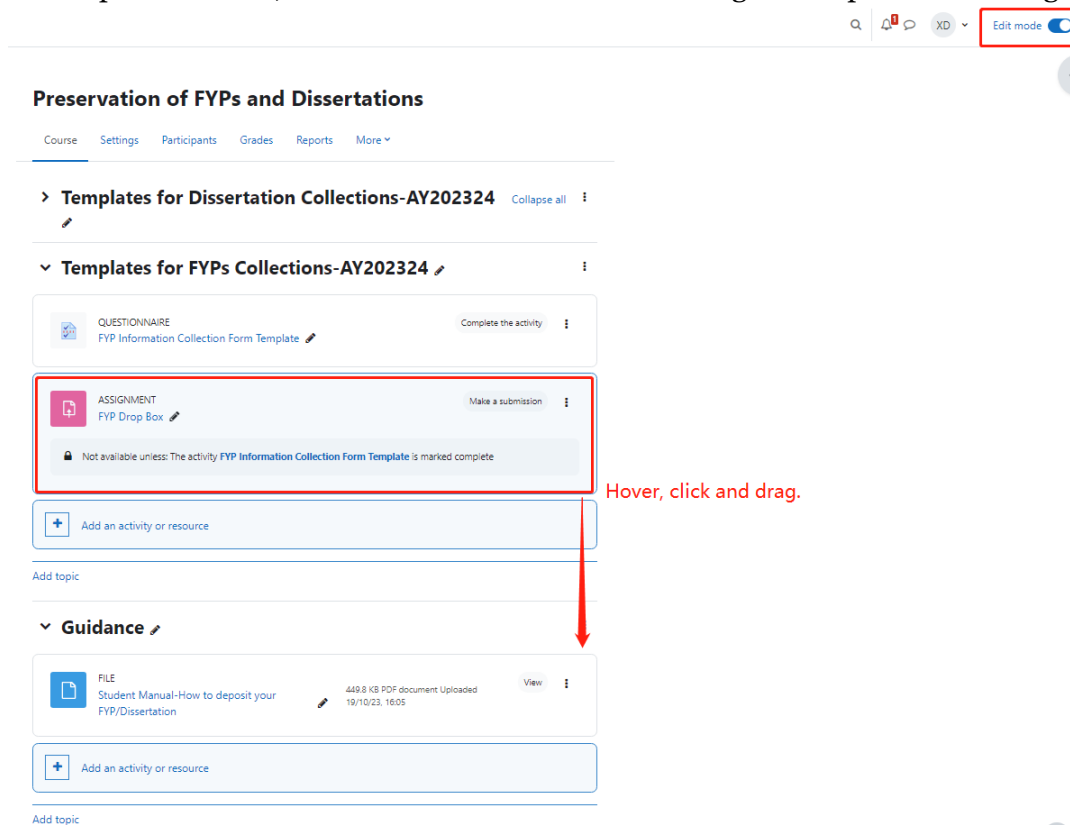 XD
Edit mode
Preservation of FYPs and Dissertations
Course Settings Participants Grades Reports More
Templates for Dissertation Collections-AY202324 Collapse all
Templates for FYPs Collections-AY202324
QUESTIONNAIRE
FYP Information Collection Form Template
Complete the activity
ASSIGNMENT
FYP Drop Box
Make a submission
Not available unless: The activity FYP Information Collection Form Template is marked complete
Hover, click and drag.
Add an activity or resource
Add topic
Guidance
FILE
Student Manual-How to deposit your
FYP/Dissertation
449.8 KB PDF document Uploaded
19/10/23, 16:05
View
Add an activity or resource
Add topic